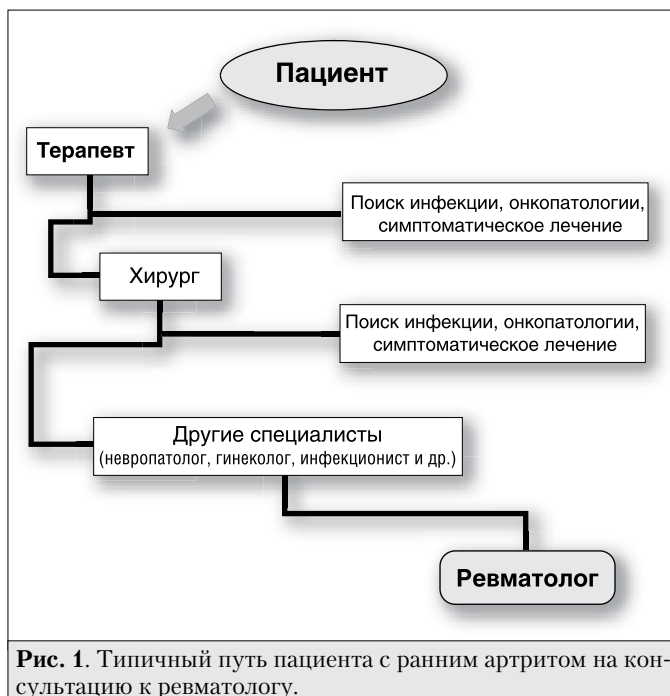 Пациент
Терапевт
Поиск инфекции, онкопатологии,
симптоматическое лечение
Хирург
Поиск инфекции, онкопатологии,
симптоматическое лечение
Другие специалисты
(невропатолог, гинеколог, инфекционист и др.)
Ревматолог
Рис. 1. Типичный путь пациента с ранним артритом на кон-
сультацию к ревматологу.